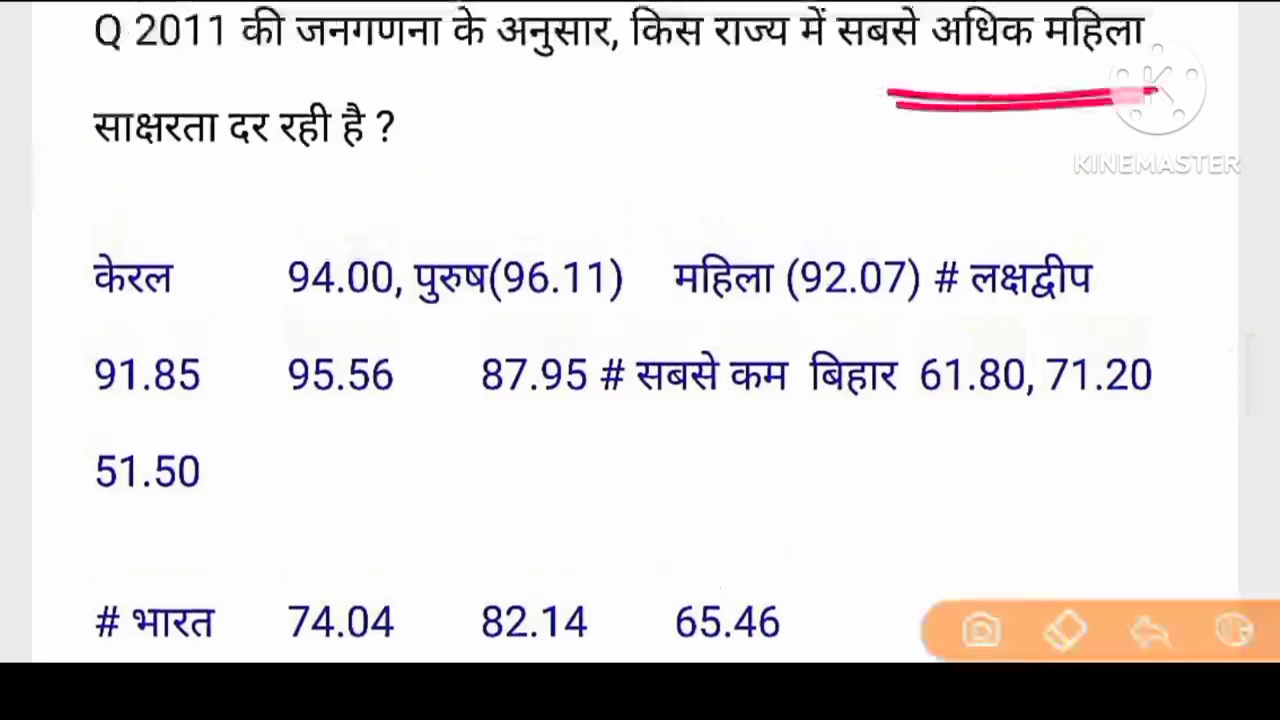 Q 2011 की जनगणना के अनुसार, किस राज्य में सबसे अधिक महिला
साक्षरता दर रही है ?
KINEMASTER
केरल 94.00, पुरुष(96.11) महिला (92.07) # लक्षद्वीप
91.85 95.56 87.95 # सबसे कम बिहार 61.80, 71.20
51.50
# भारत 74.04 82.14 65.46